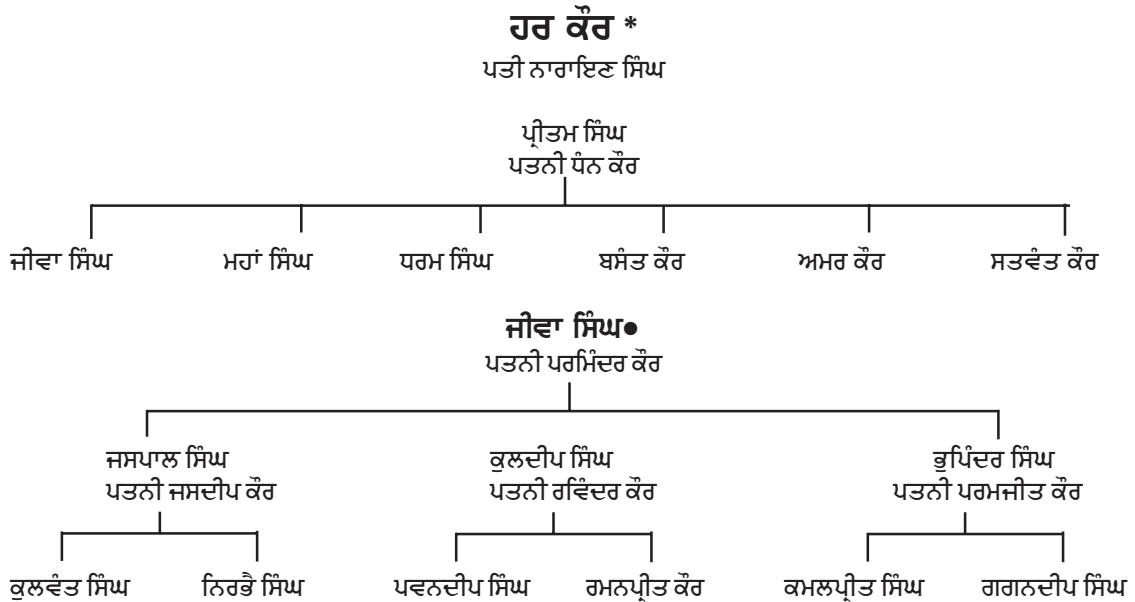 ਹਰ ਕੌਰ *
ਪਤੀ ਨਾਰਾਇਣ ਸਿੰਘ
ਪ੍ਰੀਤਮ ਸਿੰਘ
ਪਤਨੀ ਧੰਨ ਕੌਰ
ਜੀਵਾ ਸਿੰਘ ਮਹਾਂ ਸਿੰਘ ਧਰਮ ਸਿੰਘ ਬਸੰਤ ਕੌਰ ਅਮਰ ਕੌਰ ਸਤਵੰਤ ਕੌਰ
ਜੀਵਾ ਸਿੰਘ●
ਪਤਨੀ ਪਰਮਿੰਦਰ ਕੌਰ
ਜਸਪਾਲ ਸਿੰਘ ਕੁਲਦੀਪ ਸਿੰਘ ਭੁਪਿੰਦਰ ਸਿੰਘ
ਪਤਨੀ ਜਸਦੀਪ ਕੌਰ ਪਤਨੀ ਰਵਿੰਦਰ ਕੌਰ ਪਤਨੀ ਪਰਮਜੀਤ ਕੌਰ
ਕੁਲਵੰਤ ਸਿੰਘ ਨਿਰਭੈ ਸਿੰਘ ਪਵਨਦੀਪ ਸਿੰਘ ਰਮਨਪ੍ਰੀਤ ਕੌਰ ਕਮਲਪ੍ਰੀਤ ਸਿੰਘ ਗਗਨਦੀਪ ਸਿੰਘ